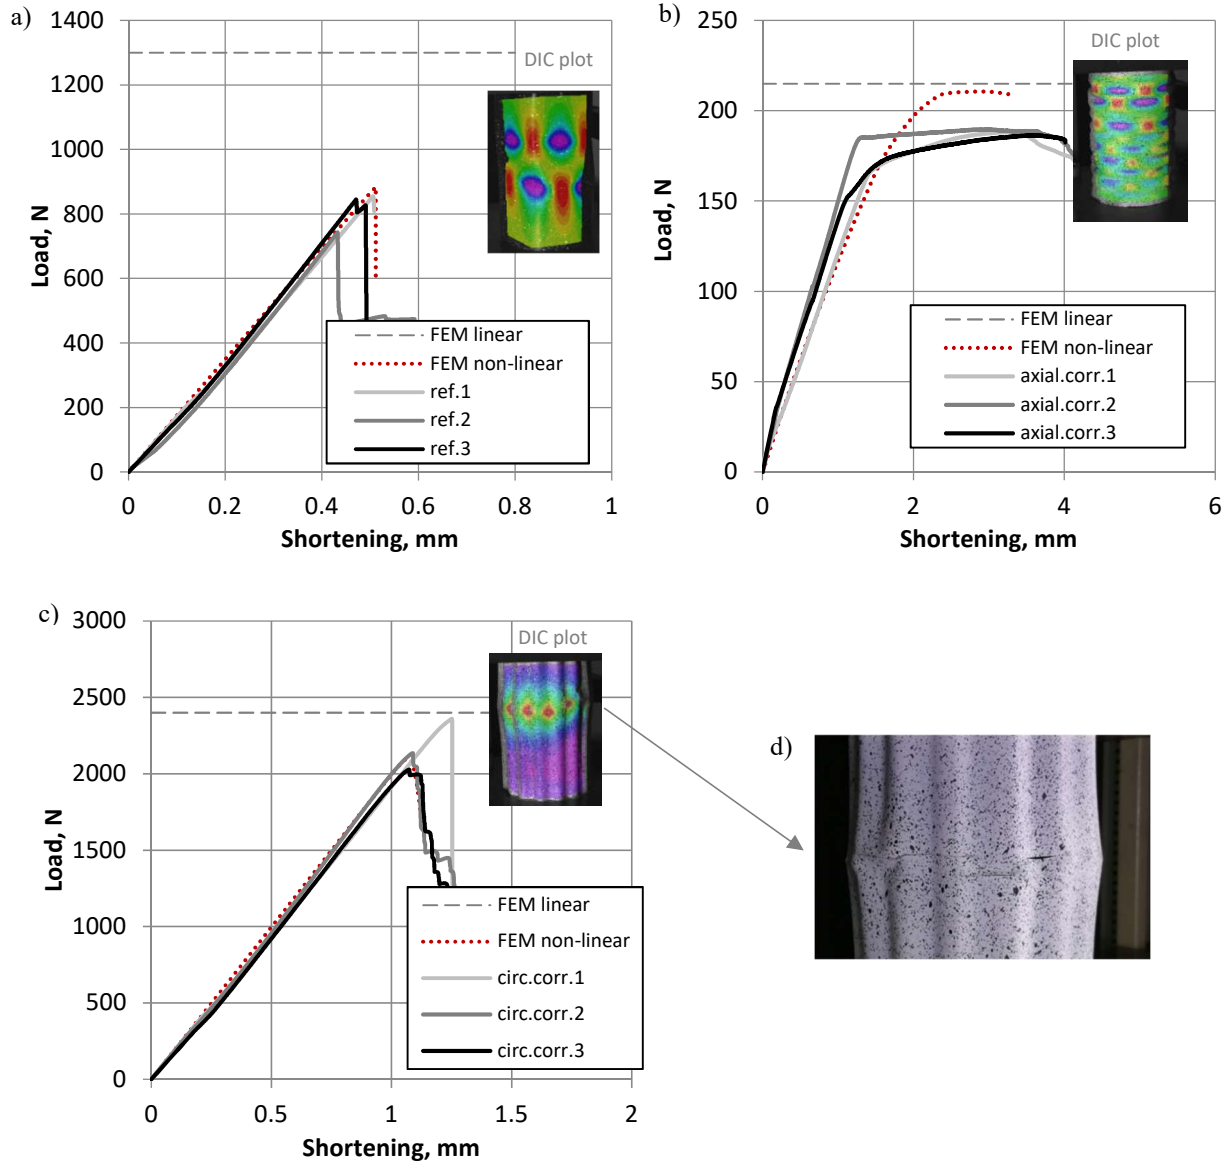 a)
1400
1200
1000
800
600
400
200
0
Load, N
DIC plot
FEM linear
FEM non-linear
ref.1
ref.2
ref.3
0 0.2 0.4 0.6 0.8 1
Shortening, mm
b)
250
200
150
100
50
0
Load, N
DIC plot
FEM linear
FEM non-linear
axial.corr.1
axial.corr.2
axial.corr.3
0 2 4 6
Shortening, mm
c)
3000
2500
2000
1500
1000
500
0
Load, N
DIC plot
FEM linear
FEM non-linear
circ.corr.1
circ.corr.2
circ.corr.3
0 0.5 1 1.5 2
Shortening, mm
d)